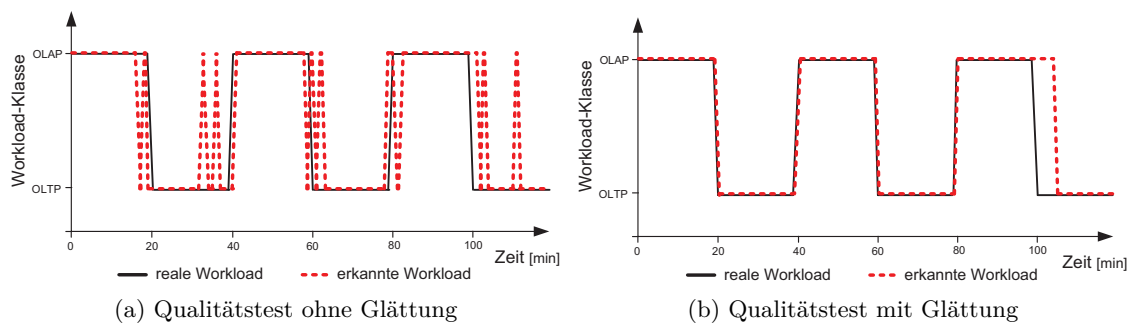 Workload-Klasse
OLAP
OLTP
0 20 40 60 80 100
Zeit [min]
reale Workload erkannte Workload
(a) Qualitätstest ohne Glättung
Workload-Klasse
OLAP
OLTP
0 20 40 60 80 100
Zeit [min]
reale Workload erkannte Workload
(b) Qualitätstest mit Glättung